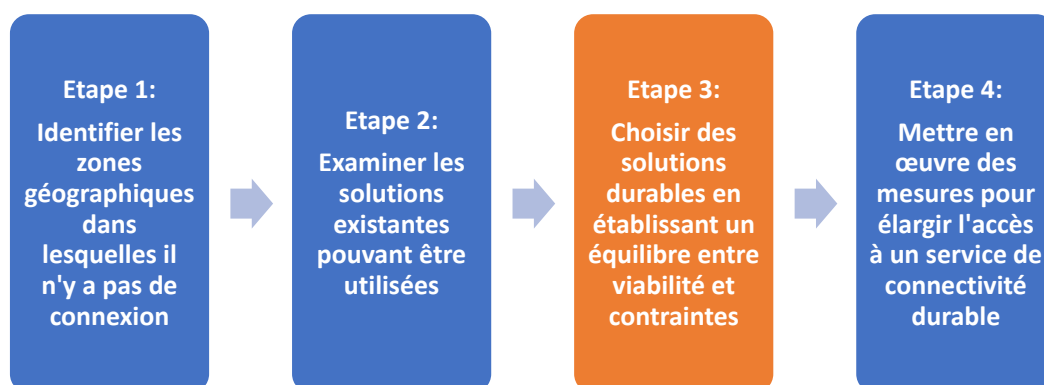 Etape 1:
Identifier les
zones
géographiques
dans
lesquelles il
n'y a pas de
connexion
Etape 2:
Examiner les
solutions
existantes
pouvant être
utilisées
Etape 3:
Choisir des
solutions
durables en
établissant un
équilibre entre
viabilité et
contraintes
Etape 4:
Mettre en
œuvre des
mesures pour
élargir l'accès
à un service de
connectivité
durable